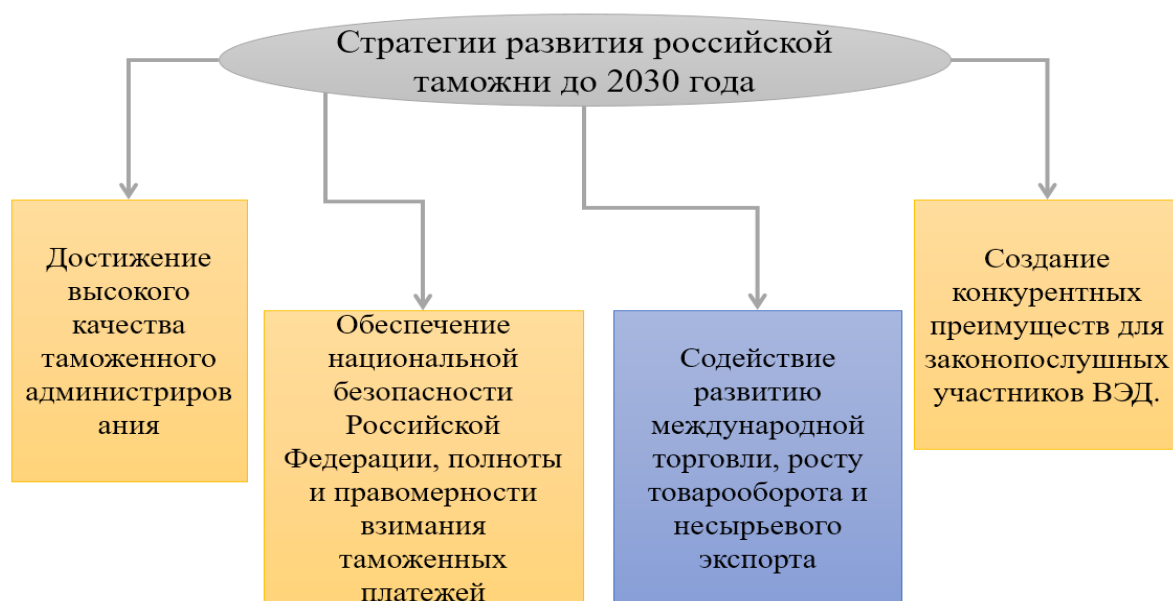 Стратегии развития российской
таможни до 2030 года
Достижение
высокого
качества
таможенного
администриров
ания
Обеспечение
национальной
безопасности
Российской
Федерации, полноты
и правомерности
взимания
таможенных
платежей
Содействие
развитию
международной
торговли, росту
товарооборота и
несырьевого
экспорта
Создание
конкурентных
преимуществ для
законопослушных
участников ВЭД.